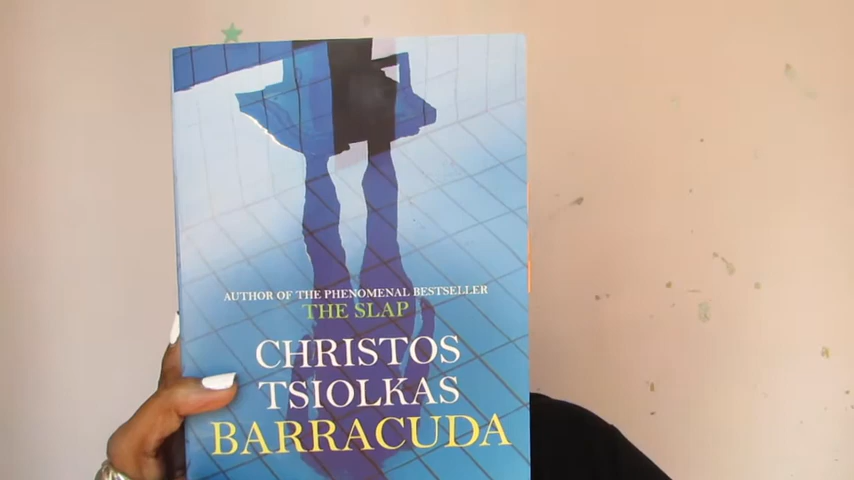 AUTHOR OF THE PHENOMENAL BESTSELLER
THE SLAP
CHRISTOS
TSIOLKAS
BARRACUDA